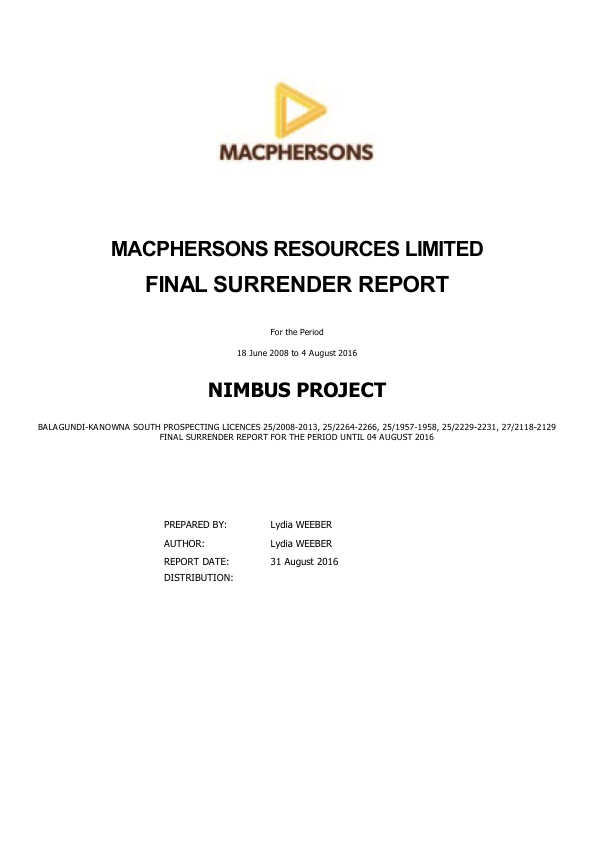 MACPHERSONS
MACPHERSONS RESOURCES LIMITED
FINAL SURRENDER REPORT
For the Period
18 June 2008 to 4 August 2016
NIMBUS PROJECT
BALAGUNDI-KANOWNA SOUTH PROSPECTING LICENCES 25/2008-2013, 25/2264-2266, 25/1957-1958, 25/2229-2231, 27/2118-2129
FINAL SURRENDER REPORT FOR THE PERIOD UNTIL 04 AUGUST 2016
PREPARED BY: Lydia WEEBER
AUTHOR: Lydia WEEBER
REPORT DATE: 31 August 2016
DISTRIBUTION: